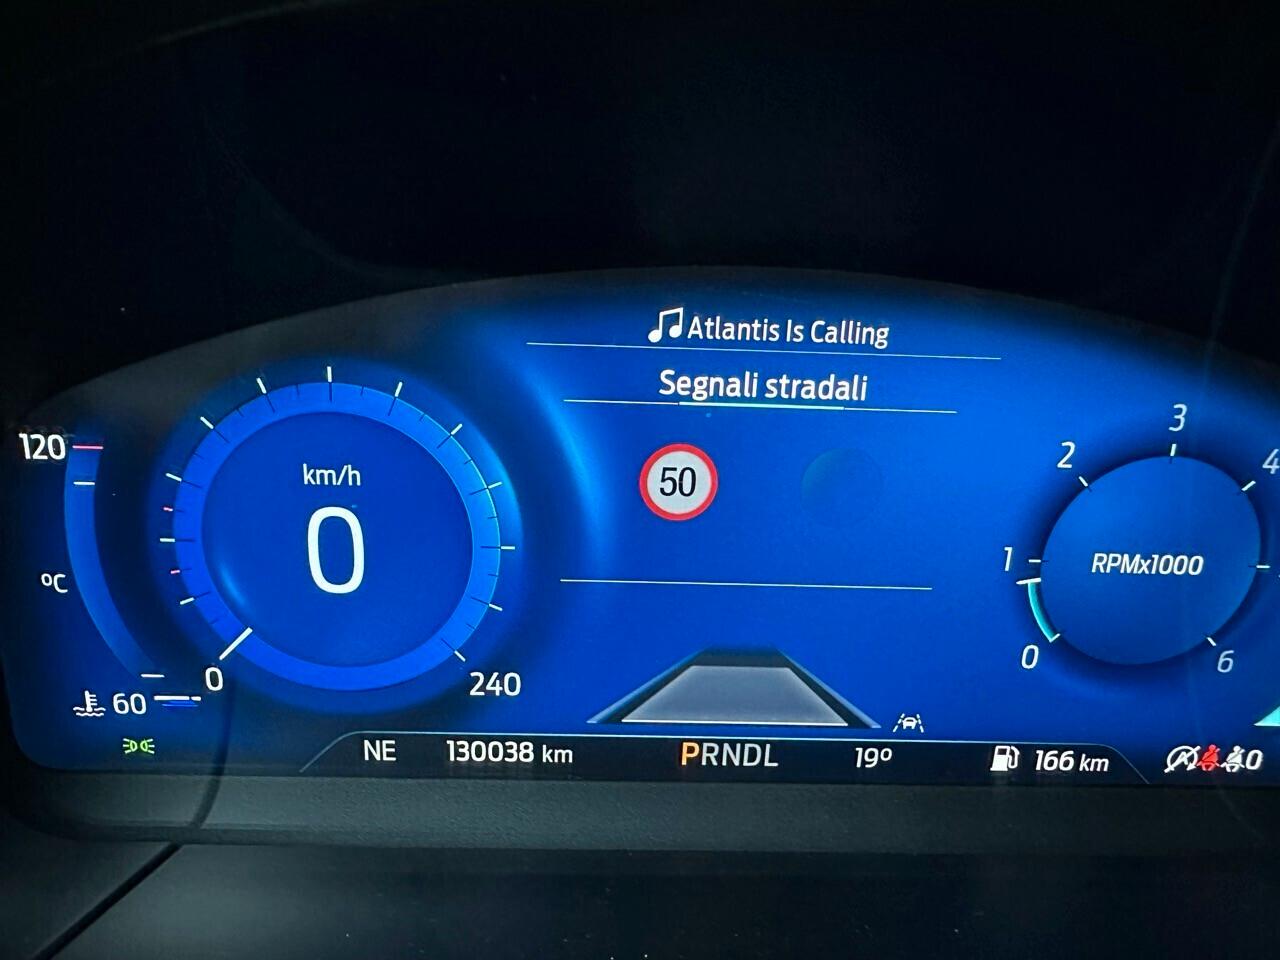 Atlantis Is Calling
Segnali stradali
120
°C
60
km/h
0
0
240
50
0
1
2
3
4
6
RPMx1000
NE
130038 km
PRNDL
19°
166 km
0